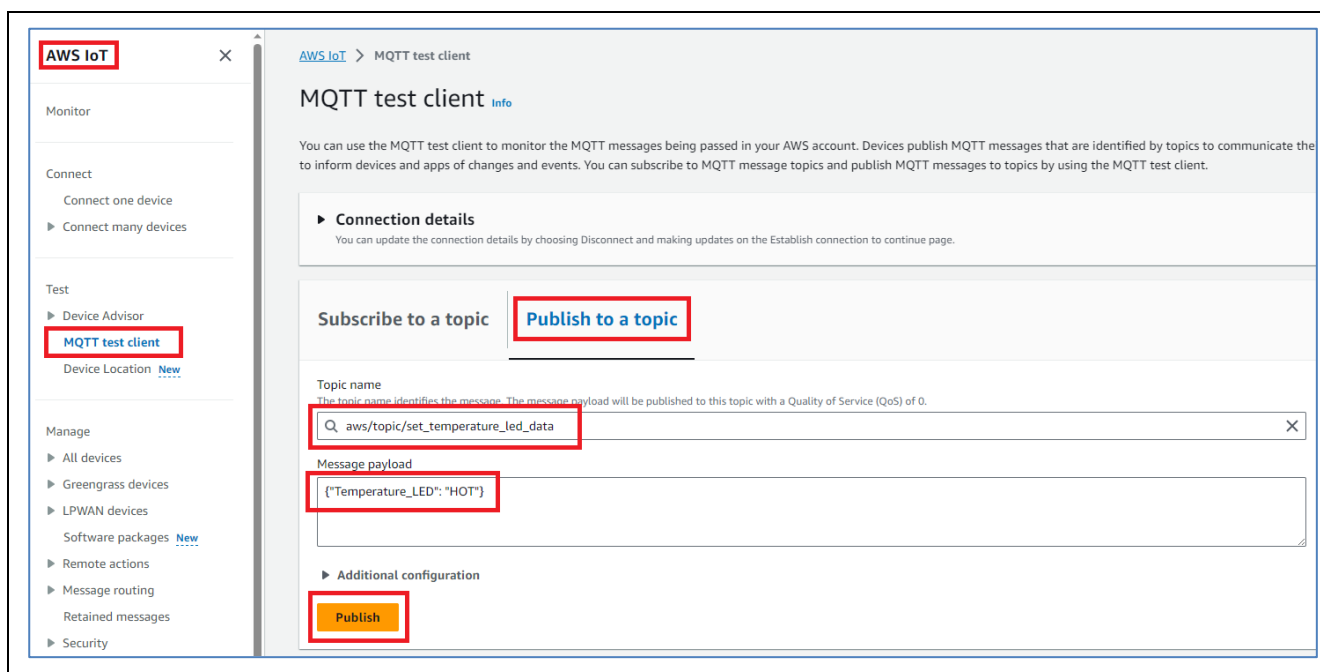 AWS IoT
Monitor
Connect
Connect one device
Connect many devices
Test
Device Advisor
MQTT test client
Device Location New
Manage
All devices
Greengrass devices
LPWAN devices
Software packages New
Remote actions
Message routing
Retained messages
Security
AWS IoT > MQTT test client
MQTT test client Info
You can use the MQTT test client to monitor the MQTT messages being passed in your AWS account. Devices publish MQTT messages that are identified by topics to communicate the
to inform devices and apps of changes and events. You can subscribe to MQTT message topics and publish MQTT messages to topics by using the MQTT test client.
Connection details
You can update the connection details by choosing Disconnect and making updates on the Establish connection to continue page.
Subscribe to a topic
Publish to a topic
Topic name
The topic name identifies the message. The message payload will be published to this topic with a Quality of Service (QoS) of 0.
aws/topic/set_temperature_led_data
Message payload
{"Temperature_LED": "HOT"}
Additional configuration
Publish